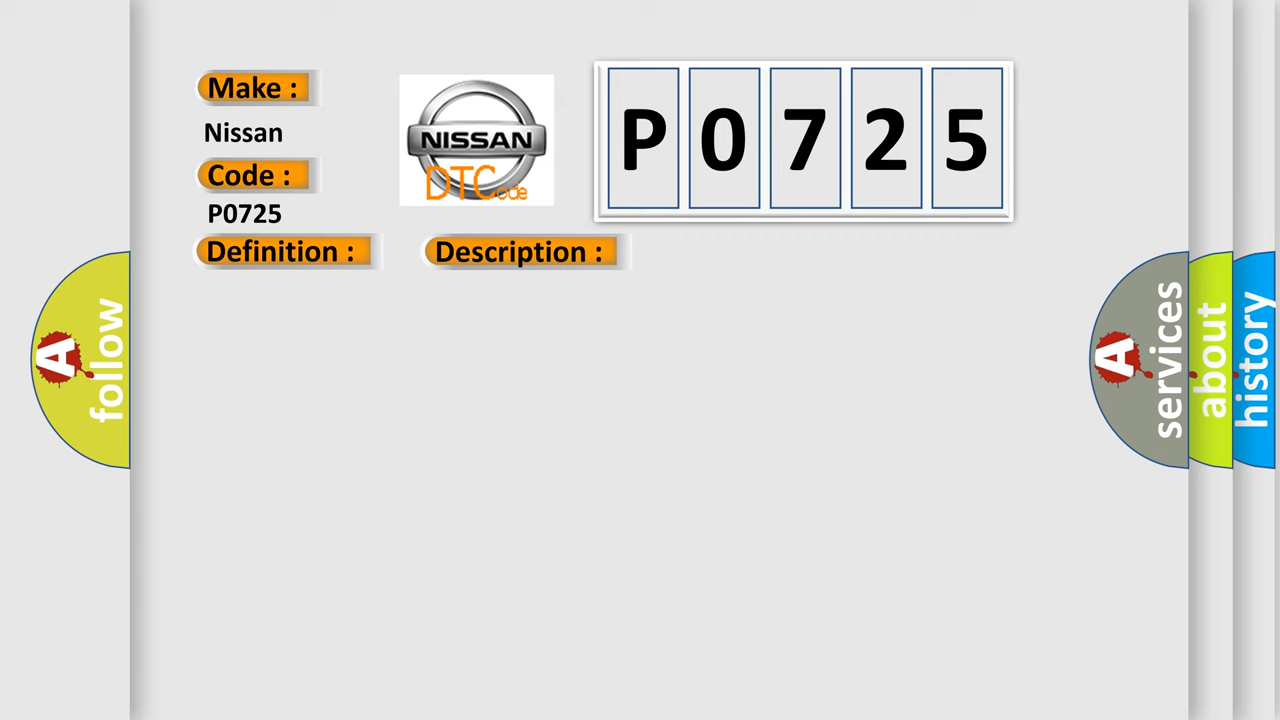 Make :
Nissan
Code :
P0725
Definition :
Description :
NISSAN
DTCode
P 0 7 2 5
A follow
A services
about
history